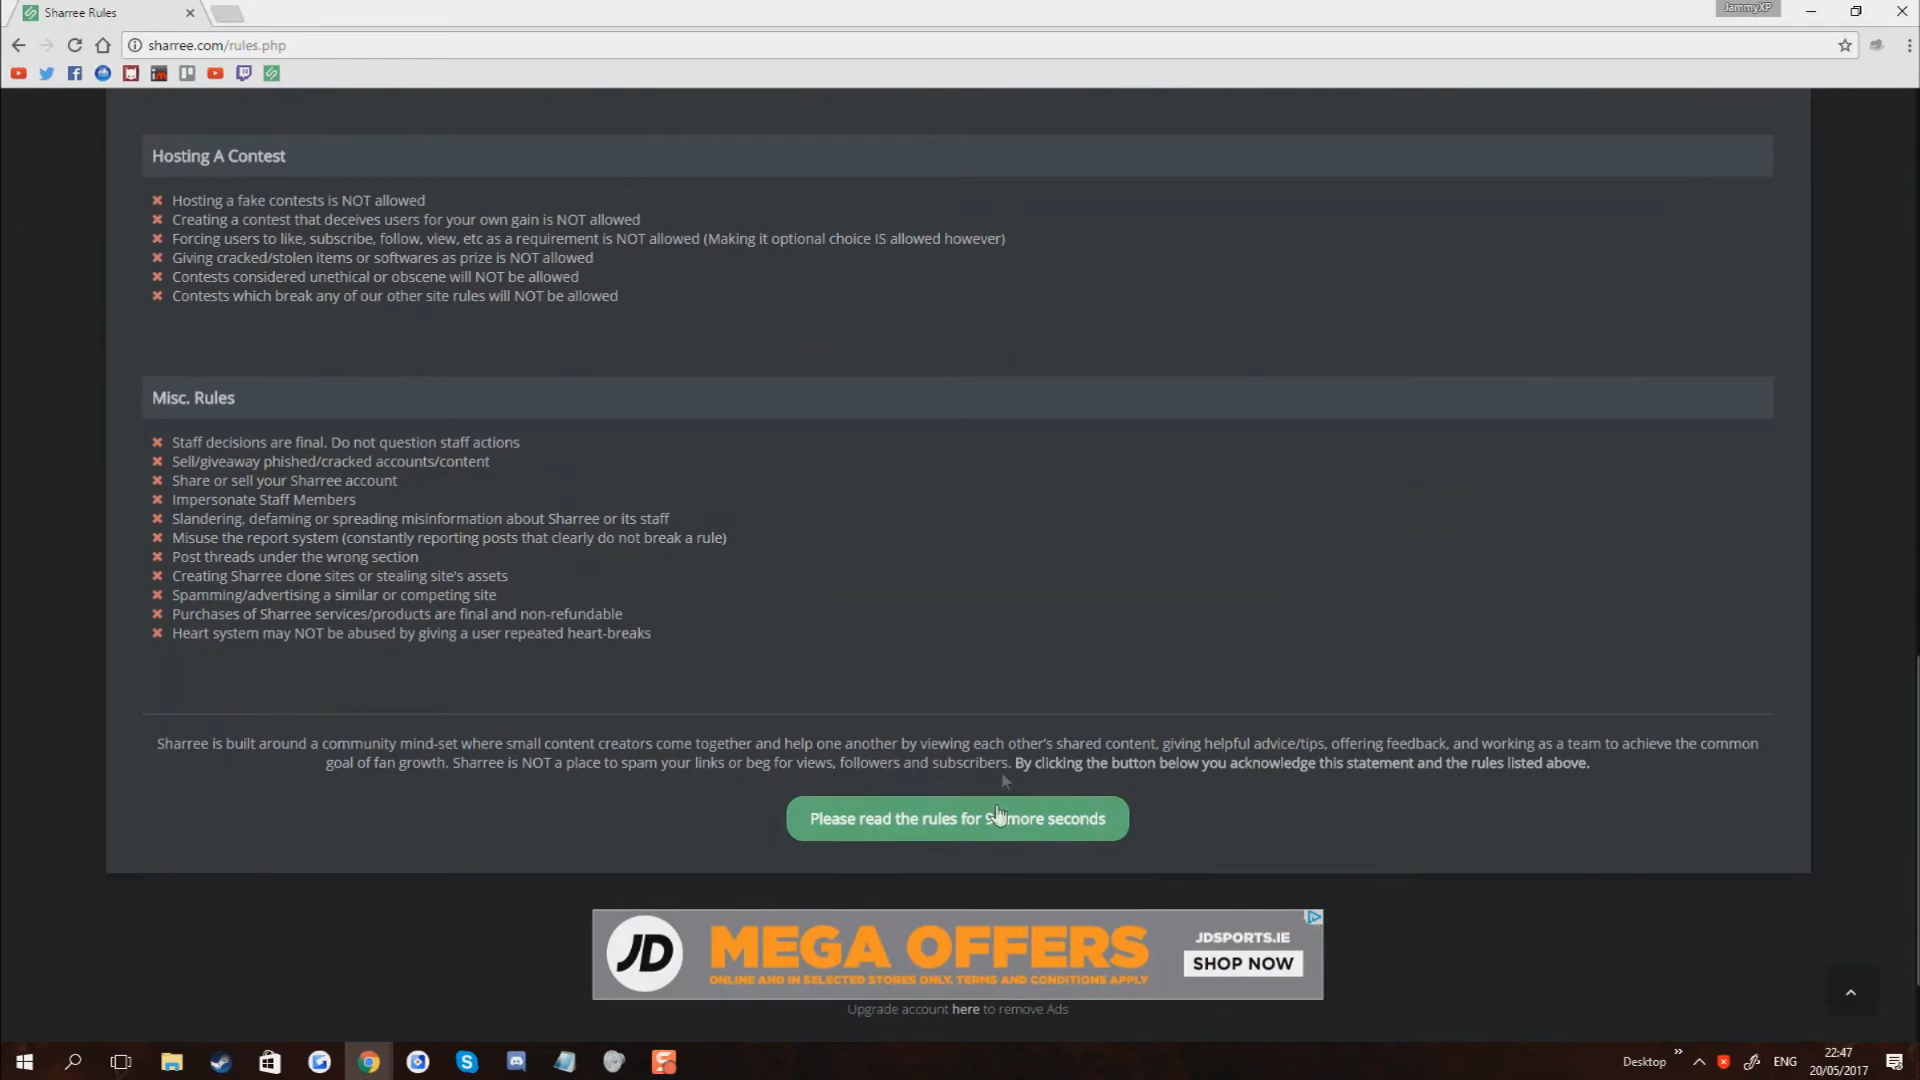 Sharree Rules
JammyXP
sharree.com/rules.php
Hosting A Contest
Hosting a fake contests is NOT allowed
Creating a contest that deceives users for your own gain is NOT allowed
Forcing users to like, subscribe, follow, view, etc as a requirement is NOT allowed (Making it optional choice IS allowed however)
Giving cracked/stolen items or softwares as prize is NOT allowed
Contests considered unethical or obscene will NOT be allowed
Contests which break any of our other site rules will NOT be allowed
Misc. Rules
Staff decisions are final. Do not question staff actions
Sell/giveaway phished/cracked accounts/content
Share or sell your Sharree account
Impersonate Staff Members
Slandering, defaming or spreading misinformation about Sharree or its staff
Misuse the report system (constantly reporting posts that clearly do not break a rule)
Post threads under the wrong section
Creating Sharree clone sites or stealing site's assets
Spamming/advertising a similar or competing site
Purchases of Sharree services/products are final and non-refundable
Heart system may NOT be abused by giving a user repeated heart-breaks
Sharree is built around a community mind-set where small content creators come together and help one another by viewing each other's shared content, giving helpful advice/tips, offering feedback, and working as a team to achieve the common
goal of fan growth. Sharree is NOT a place to spam your links or beg for views, followers and subscribers. By clicking the button below you acknowledge this statement and the rules listed above.
Please read the rules for more seconds
JD MEGA OFFERS
ONLINE AND IN SELECTED STORES ONLY. TERMS AND CONDITIONS APPLY
JDSPORTS.IE
SHOP NOW
Upgrade account here to remove Ads
Desktop
ENG
22:47
20/05/2017